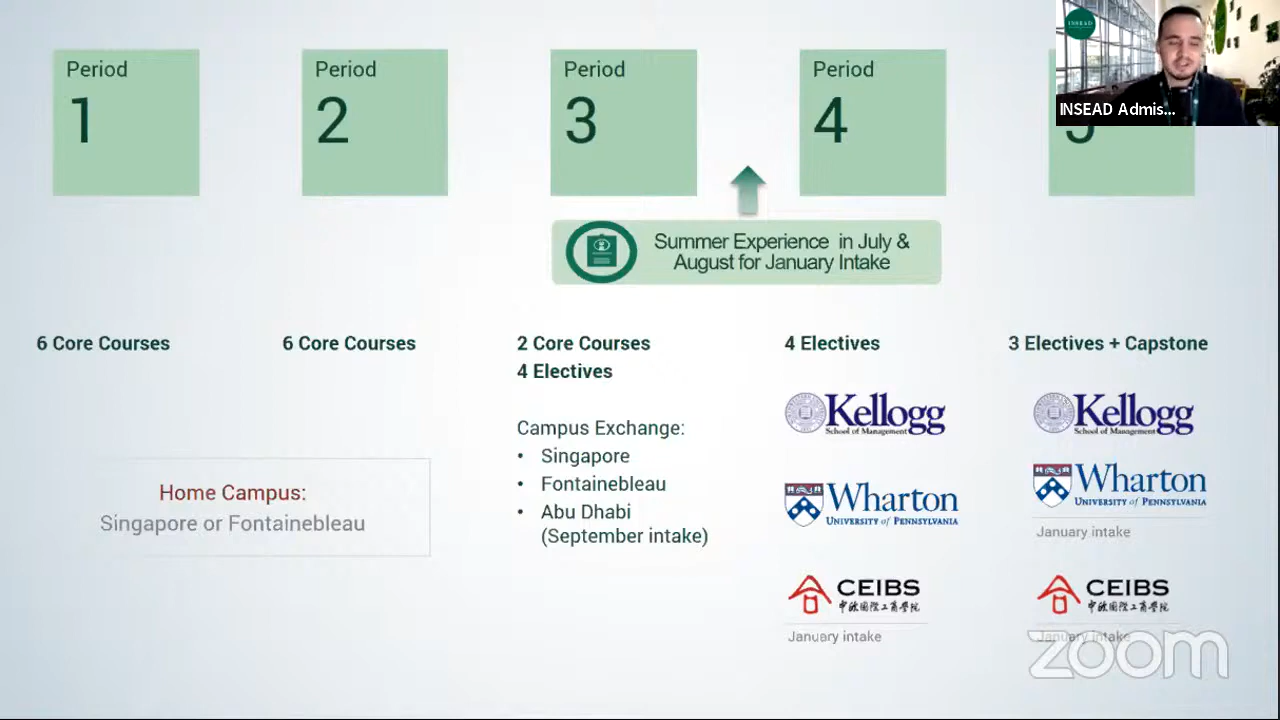 INSEAD
INSEAD Admis...
Period
1
Period
2
Period
3
Period
4
5
Summer Experience in July &
August for January Intake
6 Core Courses
6 Core Courses
2 Core Courses
4 Electives
4 Electives
3 Electives + Capstone
Home Campus:
Singapore or Fontainebleau
Campus Exchange:
• Singapore
• Fontainebleau
• Abu Dhabi
(September intake)
Kellogg
School of Management
Wharton
UNIVERSITY of PENNSYLVANIA
CEIBS
中欧国际工商学院
January intake
Kellogg
School of Management
Wharton
UNIVERSITY of PENNSYLVANIA
January intake
CEIBS
中欧国际工商学院
January intake
zoom